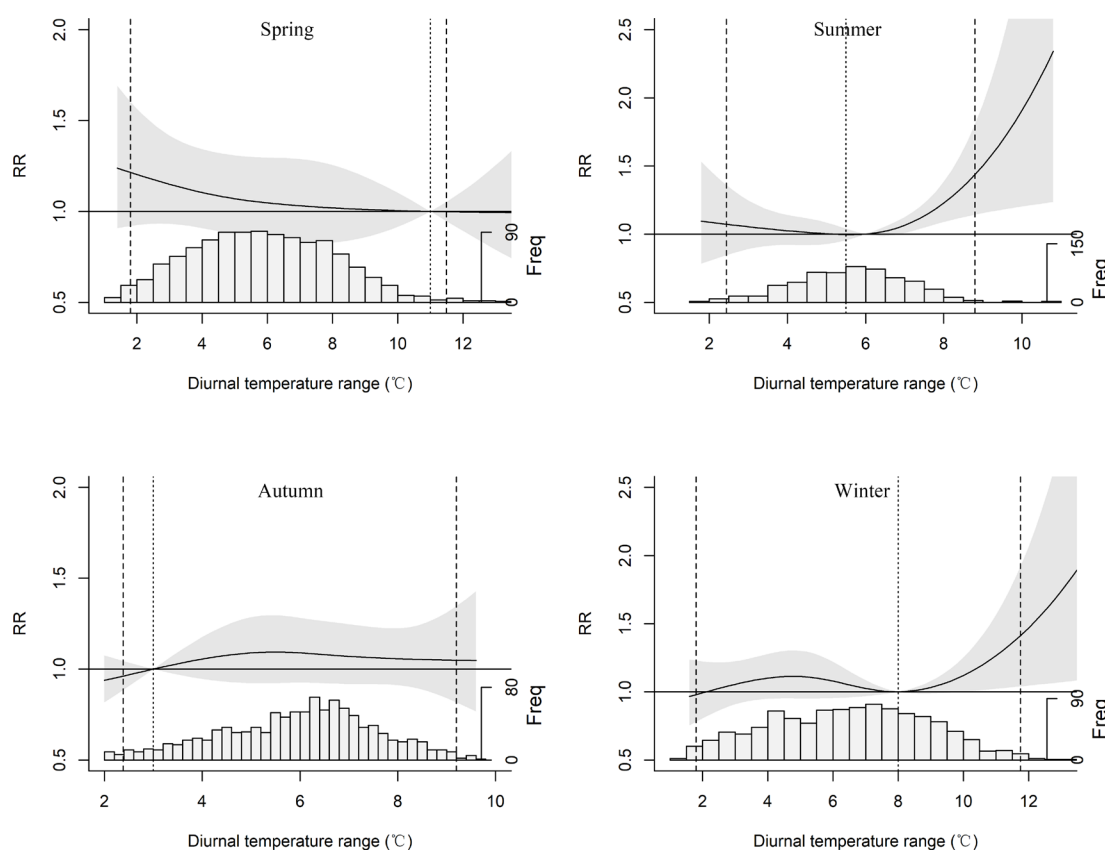 Spring
2.0
1.5
1.0
0.5
RR
90
0
Freq
2 4 6 8 10 12
Diurnal temperature range (℃)
Summer
2.5
2.0
1.5
1.0
0.5
RR
150
0
Freq
2 4 6 8 10
Diurnal temperature range (℃)
Autumn
2.0
1.5
1.0
0.5
RR
80
0
Freq
2 4 6 8 10
Diurnal temperature range (℃)
Winter
2.5
2.0
1.5
1.0
0.5
RR
90
0
Freq
2 4 6 8 10 12
Diurnal temperature range (℃)